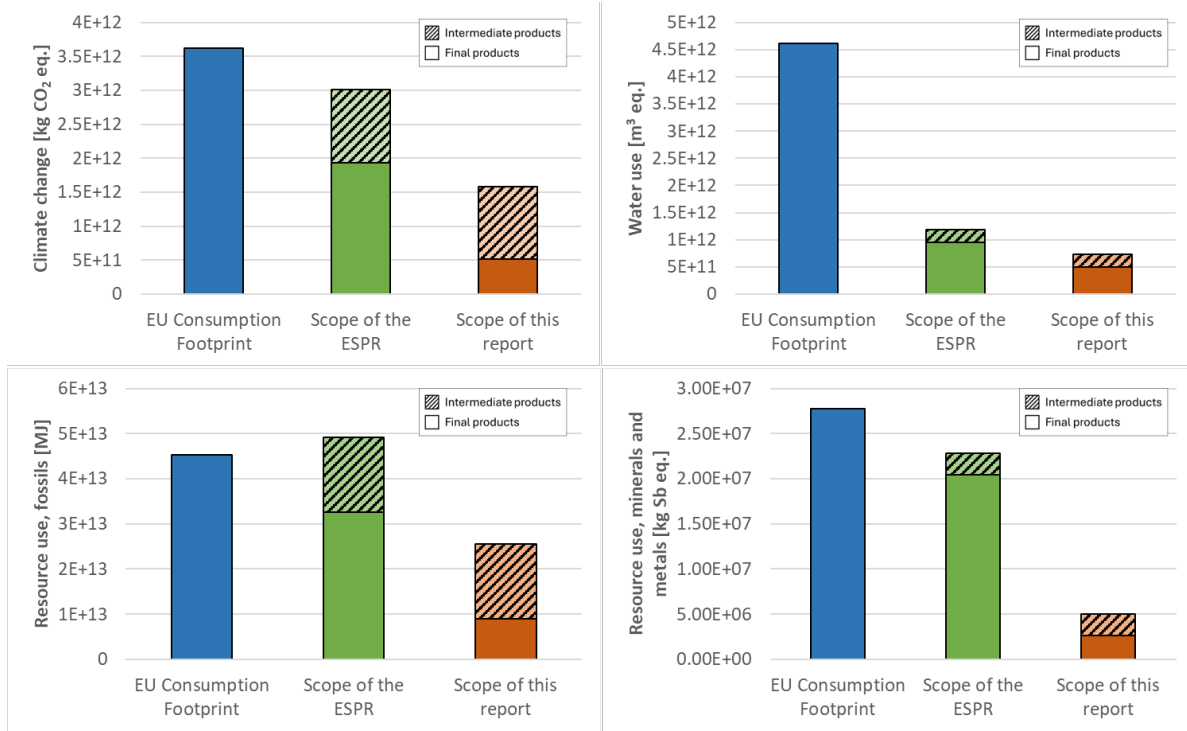 Climate change [kg CO₂ eq.]
4E+12
3.5E+12
3E+12
2.5E+12
2E+12
1.5E+12
1E+12
5E+11
0
Intermediate products
Final products
EU Consumption
Footprint
Scope of the
ESPR
Scope of this
report
Water use [m³ eq.]
5E+12
4.5E+12
4E+12
3.5E+12
3E+12
2.5E+12
2E+12
1.5E+12
1E+12
5E+11
0
Intermediate products
Final products
EU Consumption
Footprint
Scope of the
ESPR
Scope of this
report
Resource use, fossils [MJ]
6E+13
5E+13
4E+13
3E+13
2E+13
1E+13
0
Intermediate products
Final products
EU Consumption
Footprint
Scope of the
ESPR
Scope of this
report
Resource use, minerals and
metals [kg Sb eq.]
3.00E+07
2.50E+07
2.00E+07
1.50E+07
1.00E+07
5.00E+06
0.00E+00
Intermediate products
Final products
EU Consumption
Footprint
Scope of the
ESPR
Scope of this
report